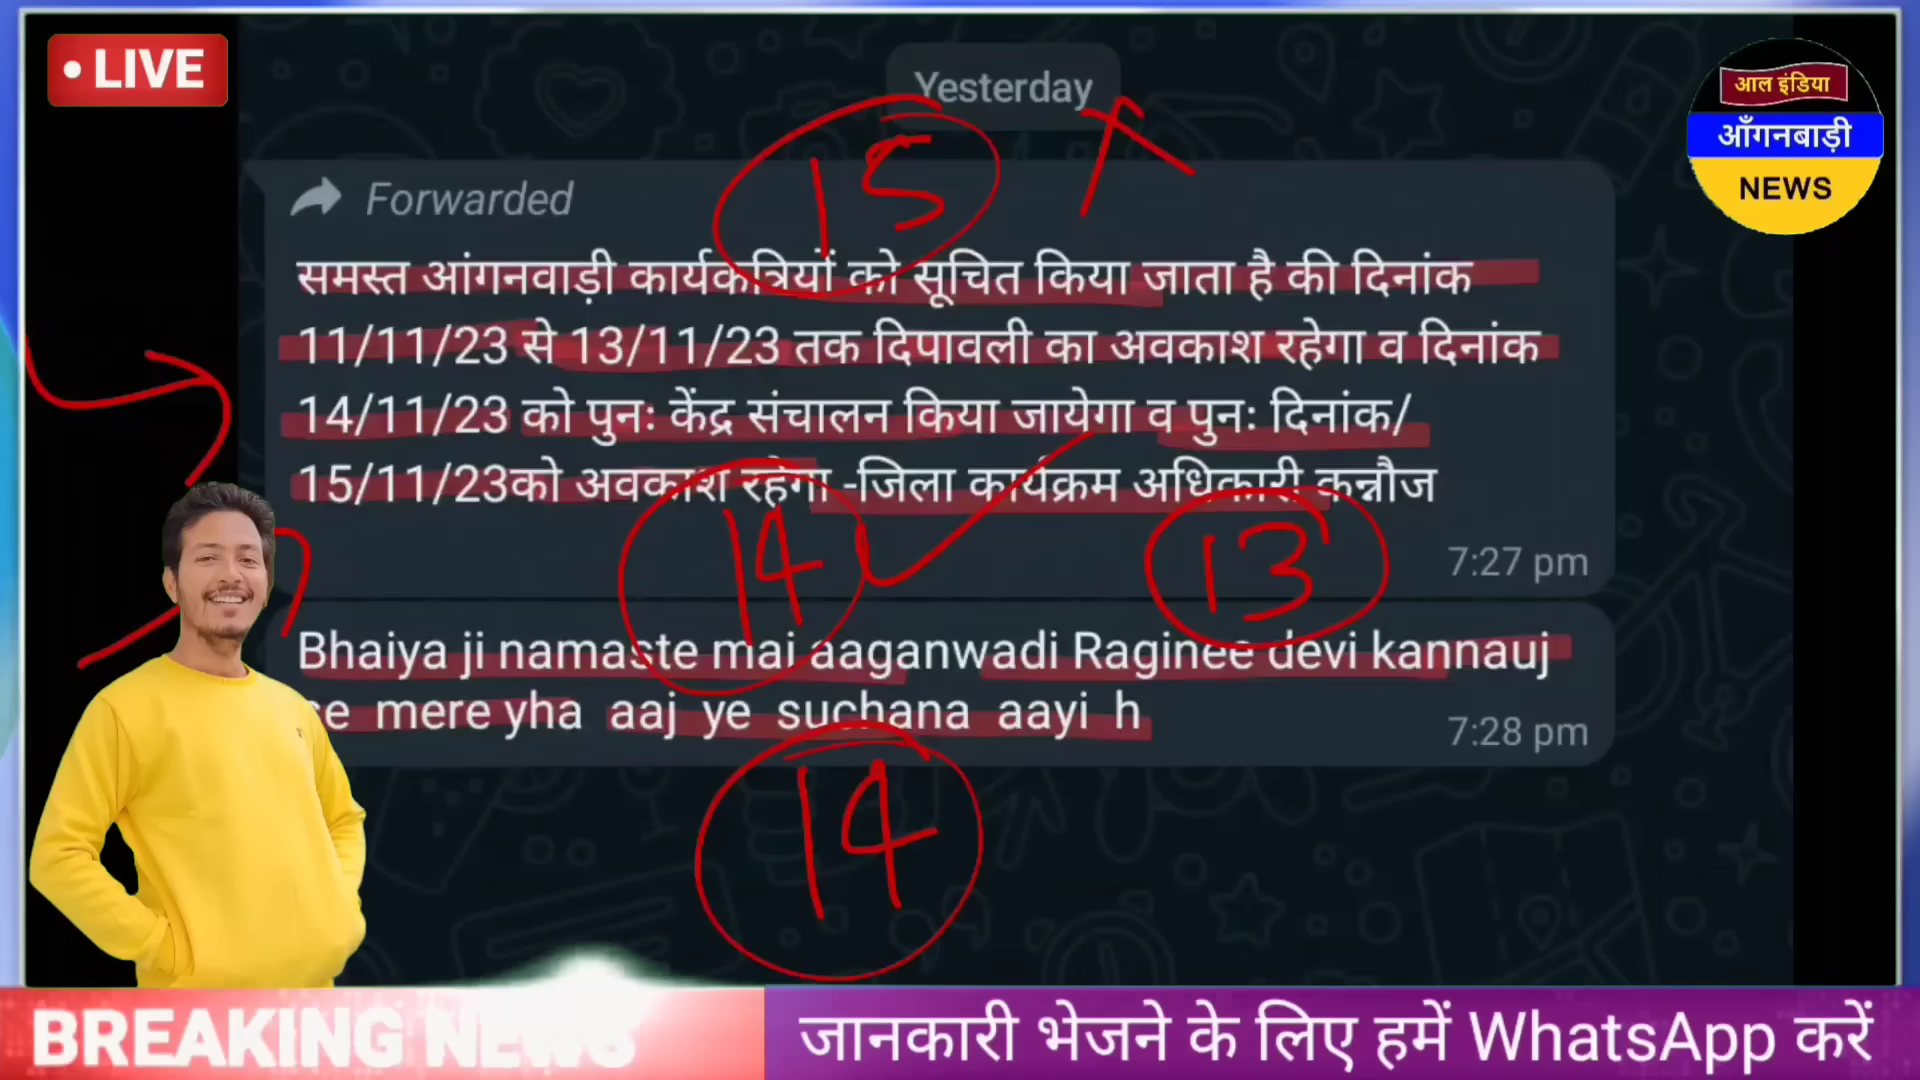 • LIVE
Yesterday
आल इंडिया
आँगनबाड़ी
NEWS
15
Forwarded
समस्त आंगनवाड़ी कार्यकत्रियों को सूचित किया जाता है की दिनांक
11/11/23 से 13/11/23 तक दिपावली का अवकाश रहेगा व दिनांक
14/11/23 को पुनः केंद्र संचालन किया जायेगा व पुनः दिनांक/
15/11/23को अवकाश रहेगा -जिला कार्यक्रम अधिकारी कन्नौज
14
13
7:27 pm
Bhaiya ji namaste mai aaganwadi Raginee devi kannauj
se mere yha aaj ye suchana aayi h
7:28 pm
14
BREAKING NEWS
जानकारी भेजने के लिए हमें WhatsApp करें